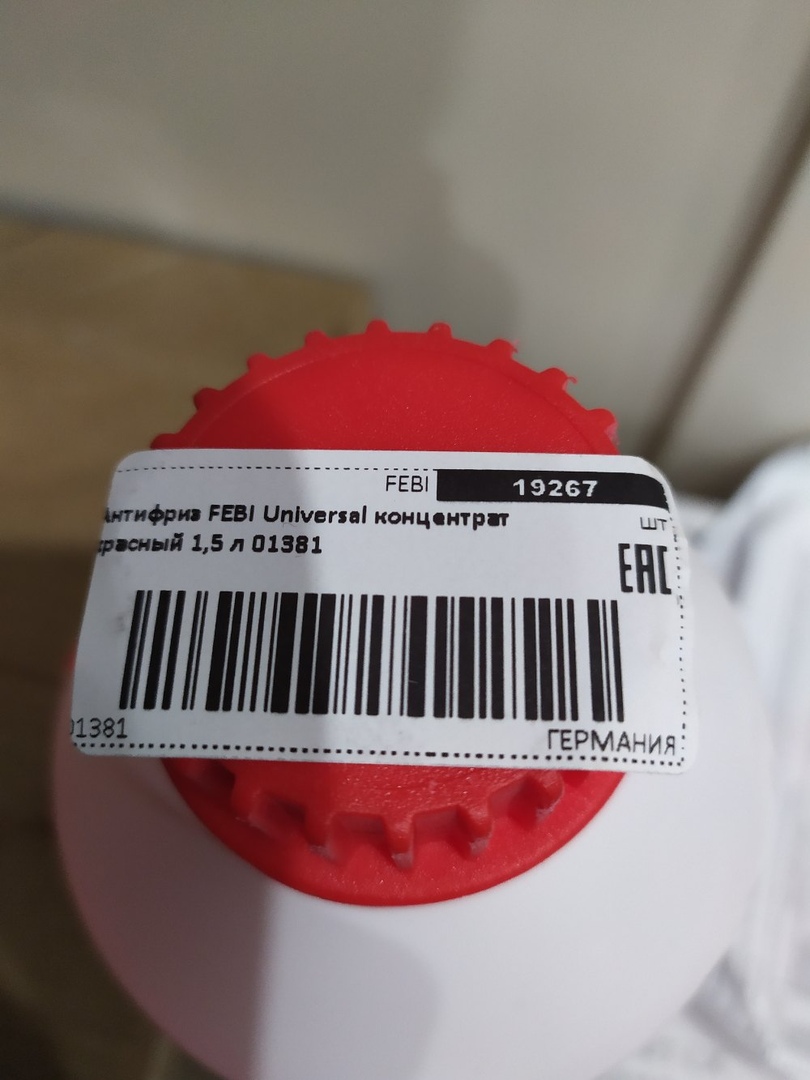 FEBI 19267
Антифриз FEBI Universal концентрат
шт
красный 1,5 л 01381
EAC
01381
ГЕРМАНИЯ